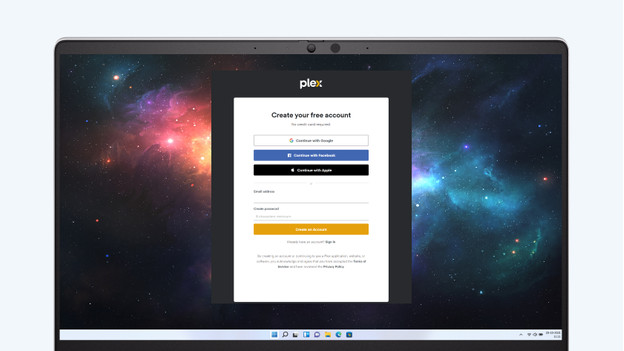 plex
Create your free account
No credit card required.
Continue with Google
Continue with Facebook
Continue with Apple
or
Email address
Create password
Create an Account
Already have an account? Sign In
By creating an account or continuing to use a Plex application, website, or
software, you acknowledge and agree that you have accepted the Terms of
Service and have reviewed the Privacy Policy.